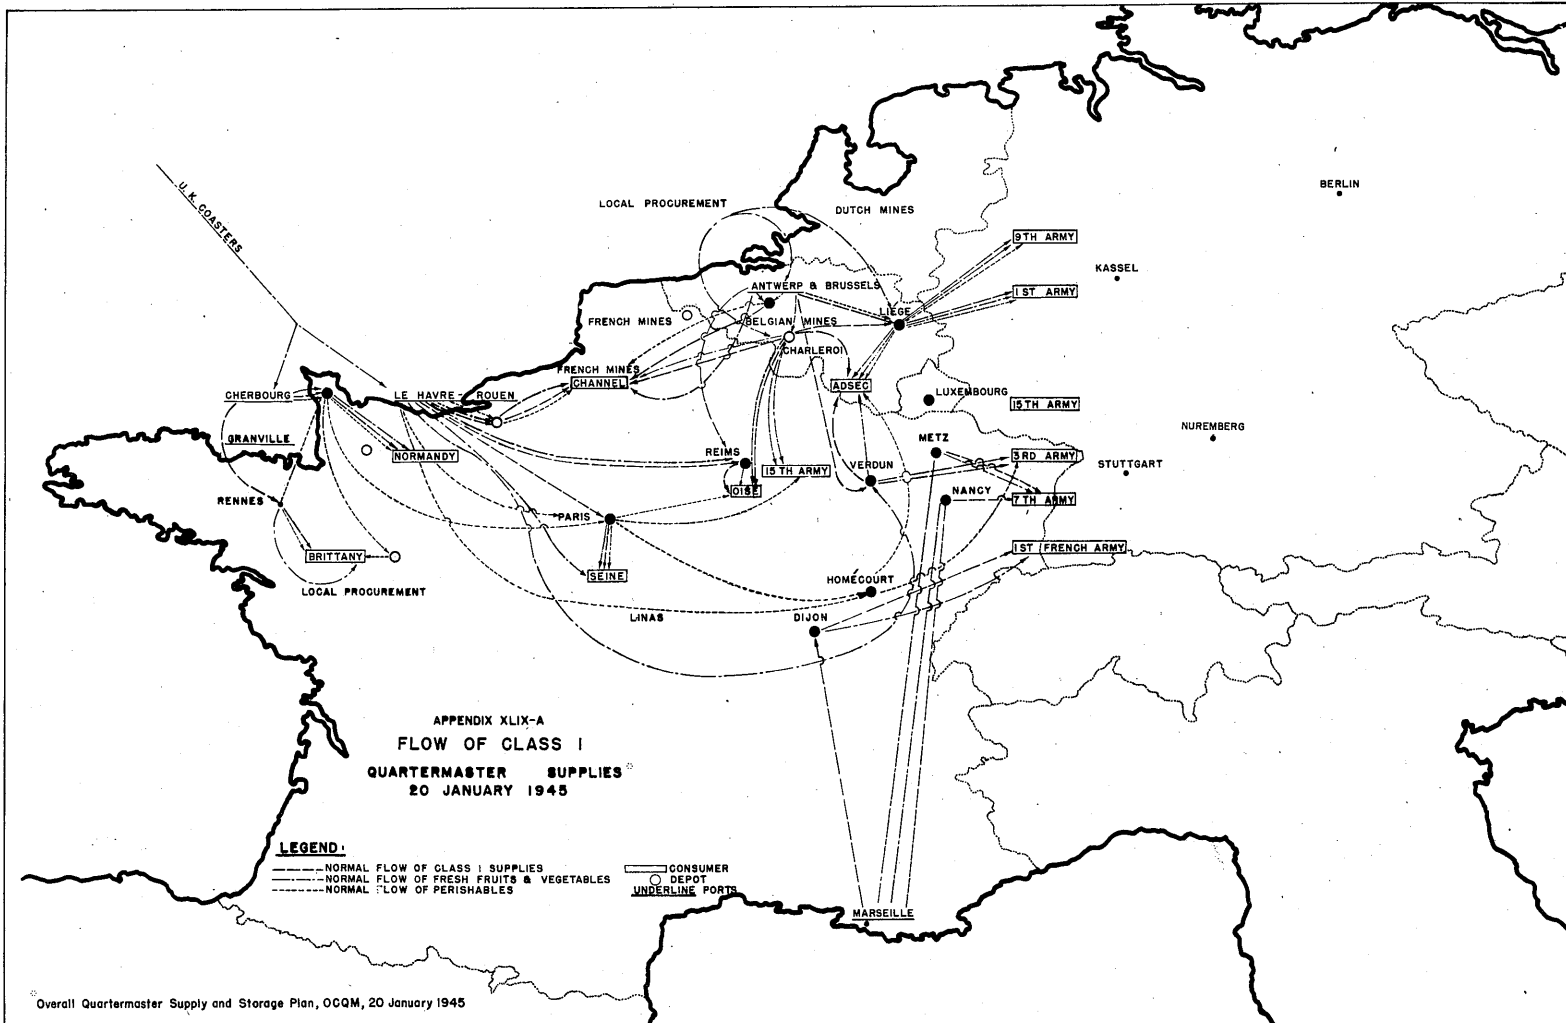 BERLIN
U. K. COASTERS
LOCAL PROCUREMENT
DUTCH MINES
9TH ARMY
KASSEL
ANTWERP & BRUSSELS
1ST ARMY
LIEGE
FRENCH MINES
BELGIAN MINES
CHARLEROI
FRENCH MINES
CHANNEL
ADSEC
CHERBOURG
LE HAVRE - ROUEN
LUXEMBOURG
15TH ARMY
GRANVILLE
NORMANDY
REIMS
15TH ARMY
VERDUN
METZ
3RD ARMY
NUREMBERG
STUTTGART
OISE
NANCY
7TH ARMY
RENNES
PARIS
BRITTANY
1ST FRENCH ARMY
SEINE
HOMÉCOURT
LOCAL PROCUREMENT
LINAS
DIJON
APPENDIX XLIX-A
FLOW OF CLASS I
QUARTERMASTER SUPPLIES
20 JANUARY 1945
LEGEND:
NORMAL FLOW OF CLASS I SUPPLIES
NORMAL FLOW OF FRESH FRUITS & VEGETABLES
NORMAL FLOW OF PERISHABLES
CONSUMER
DEPOT
UNDERLINE PORTS
MARSEILLE
Overall Quartermaster Supply and Storage Plan, OCQM, 20 January 1945